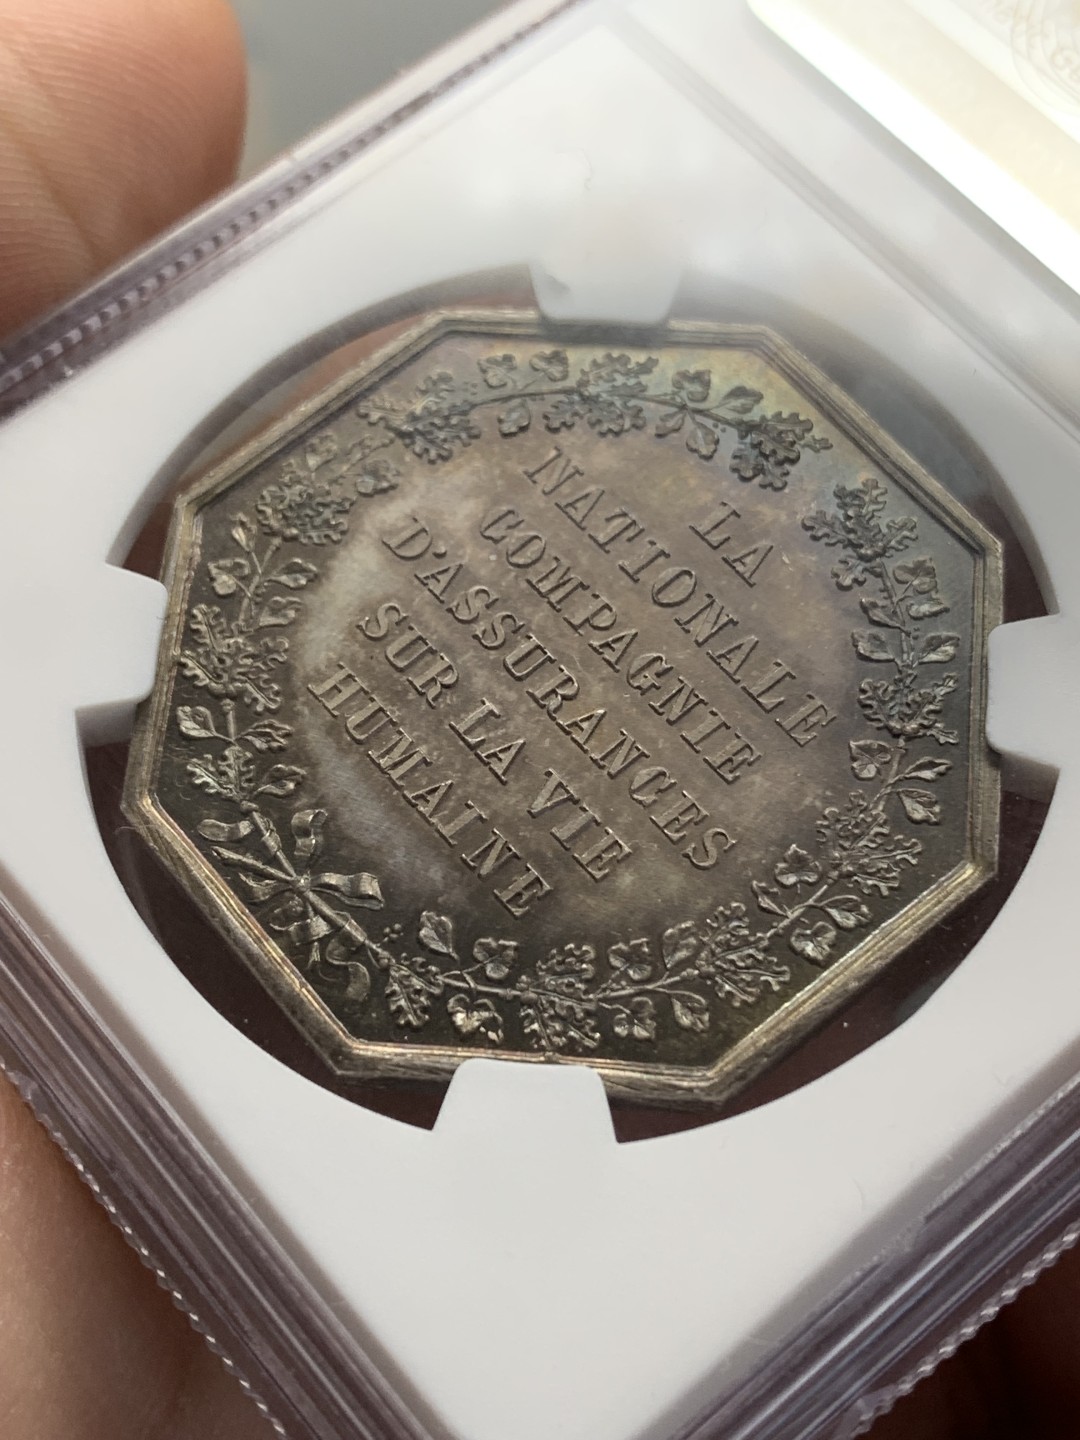 LA
NATIONALE
COMPAGNIE
D'ASSURANCES
SUR LA VIE
HUMAINE